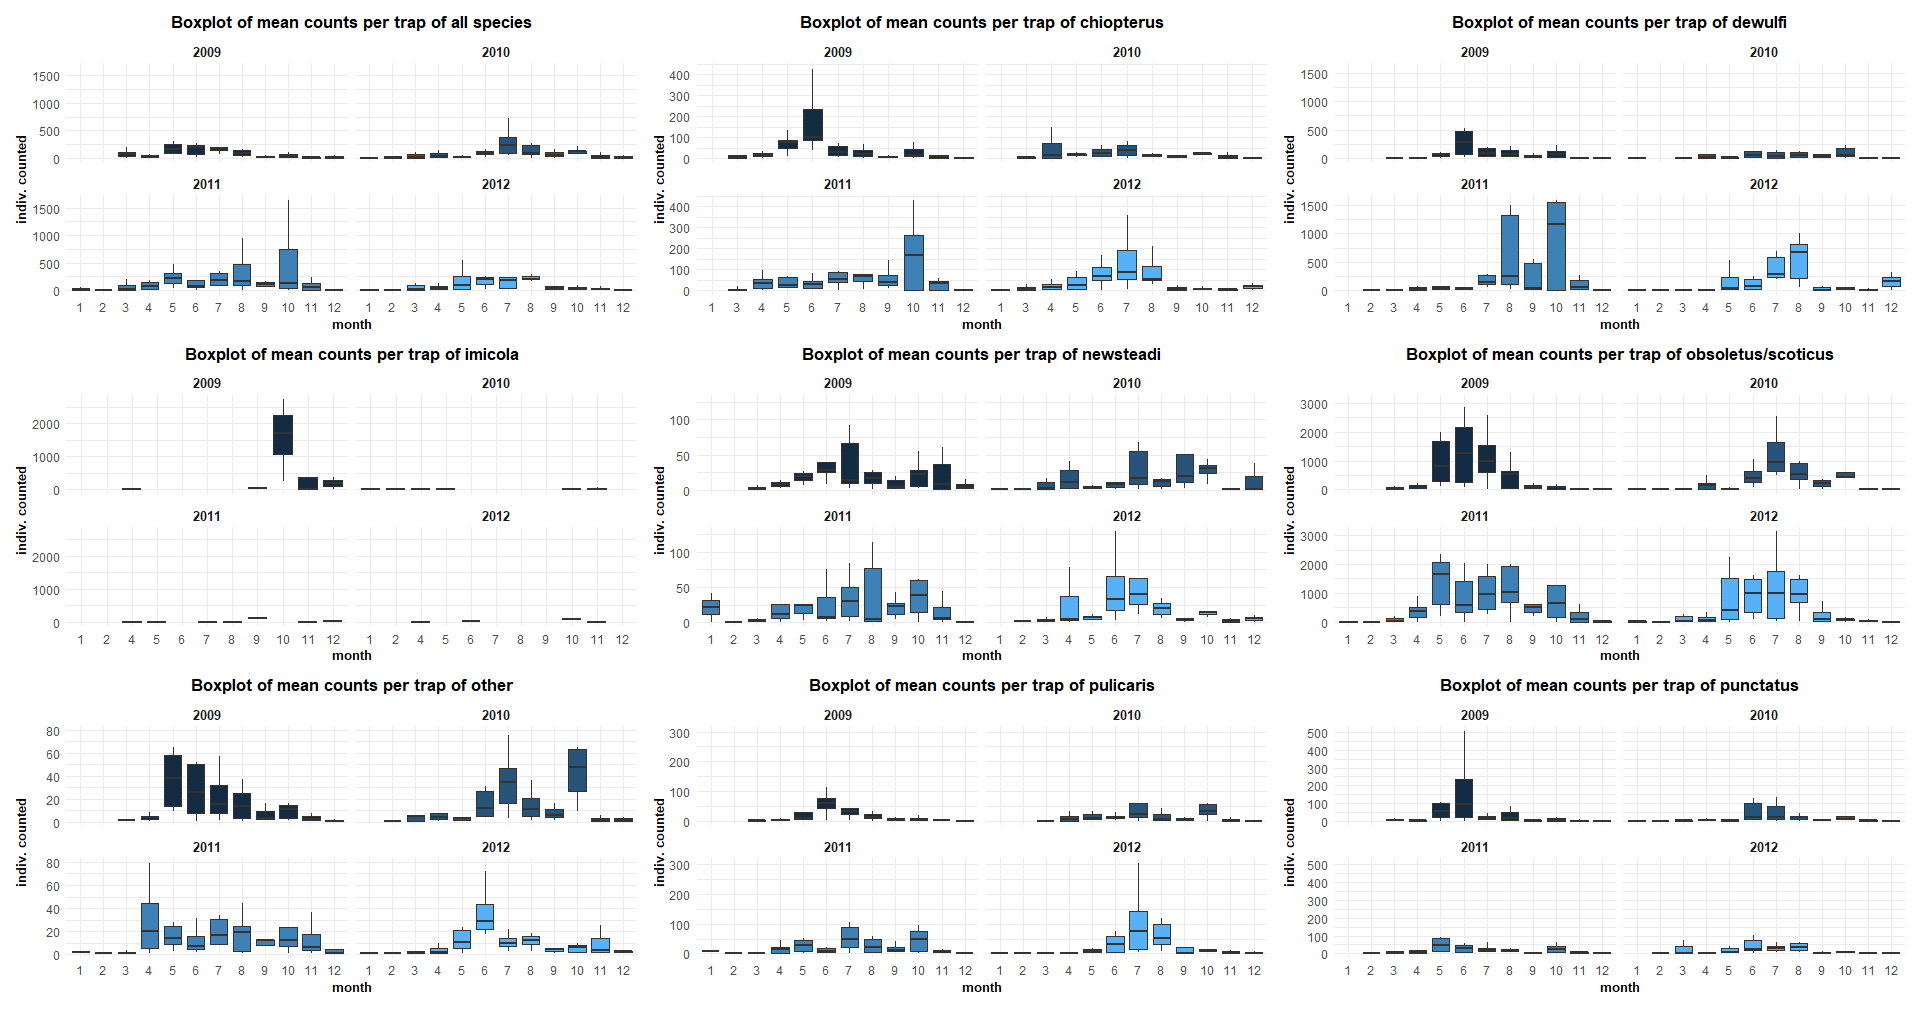 Boxplot of mean counts per trap of all species
2009 2010
1500
1000
500
0
2011 2012
1500
1000
500
0
indiv. counted
1 2 3 4 5 6 7 8 9 10 11 12 1 2 3 4 5 6 7 8 9 10 11 12
month
Boxplot of mean counts per trap of chiopterus
2009 2010
400
300
200
100
0
2011 2012
400
300
200
100
0
indiv. counted
1 2 3 4 5 6 7 8 9 10 11 12 1 2 3 4 5 6 7 8 9 10 11 12
month
Boxplot of mean counts per trap of dewulfi
2009 2010
1500
1000
500
0
2011 2012
1500
1000
500
0
indiv. counted
1 2 3 4 5 6 7 8 9 10 11 12 1 2 3 4 5 6 7 8 9 10 11 12
month
Boxplot of mean counts per trap of imicola
2009 2010
2000
1000
0
2011 2012
2000
1000
0
indiv. counted
1 2 3 4 5 6 7 8 9 10 11 12 1 2 3 4 5 6 7 8 9 10 11 12
month
Boxplot of mean counts per trap of newsteadi
2009 2010
100
50
0
2011 2012
100
50
0
indiv. counted
1 2 3 4 5 6 7 8 9 10 11 12 1 2 3 4 5 6 7 8 9 10 11 12
month
Boxplot of mean counts per trap of obsoletus/scoticus
2009 2010
3000
2000
1000
0
2011 2012
3000
2000
1000
0
indiv. counted
1 2 3 4 5 6 7 8 9 10 11 12 1 2 3 4 5 6 7 8 9 10 11 12
month
Boxplot of mean counts per trap of other
2009 2010
80
60
40
20
0
2011 2012
80
60
40
20
0
indiv. counted
1 2 3 4 5 6 7 8 9 10 11 12 1 2 3 4 5 6 7 8 9 10 11 12
month
Boxplot of mean counts per trap of pulicaris
2009 2010
300
200
100
0
2011 2012
300
200
100
0
indiv. counted
1 2 3 4 5 6 7 8 9 10 11 12 1 2 3 4 5 6 7 8 9 10 11 12
month
Boxplot of mean counts per trap of punctatus
2009 2010
500
400
300
200
100
0
2011 2012
500
400
300
200
100
0
indiv. counted
1 2 3 4 5 6 7 8 9 10 11 12 1 2 3 4 5 6 7 8 9 10 11 12
month